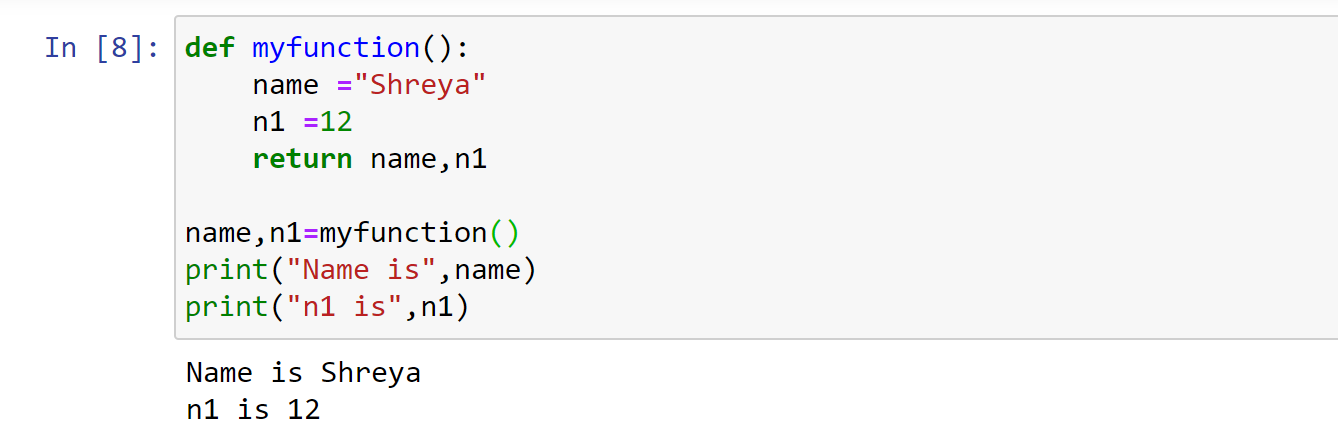 In [8]: def myfunction():
    name ="Shreya"
    n1 =12
    return name,n1

name,n1=myfunction()
print("Name is",name)
print("n1 is",n1)
Name is Shreya
n1 is 12